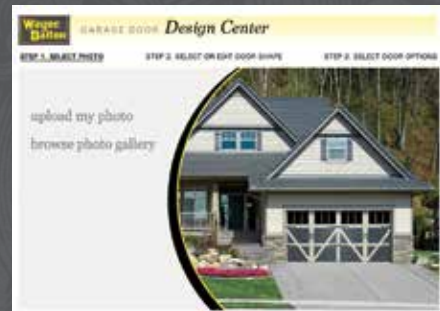 Wayne
Dalton
GARAGE DOOR Design Center
STEP 1. SELECT PHOTO
STEP 2. SELECT OR EDIT DOOR SHAPE
STEP 3. SELECT DOOR OPTIONS
upload my photo
browse photo gallery